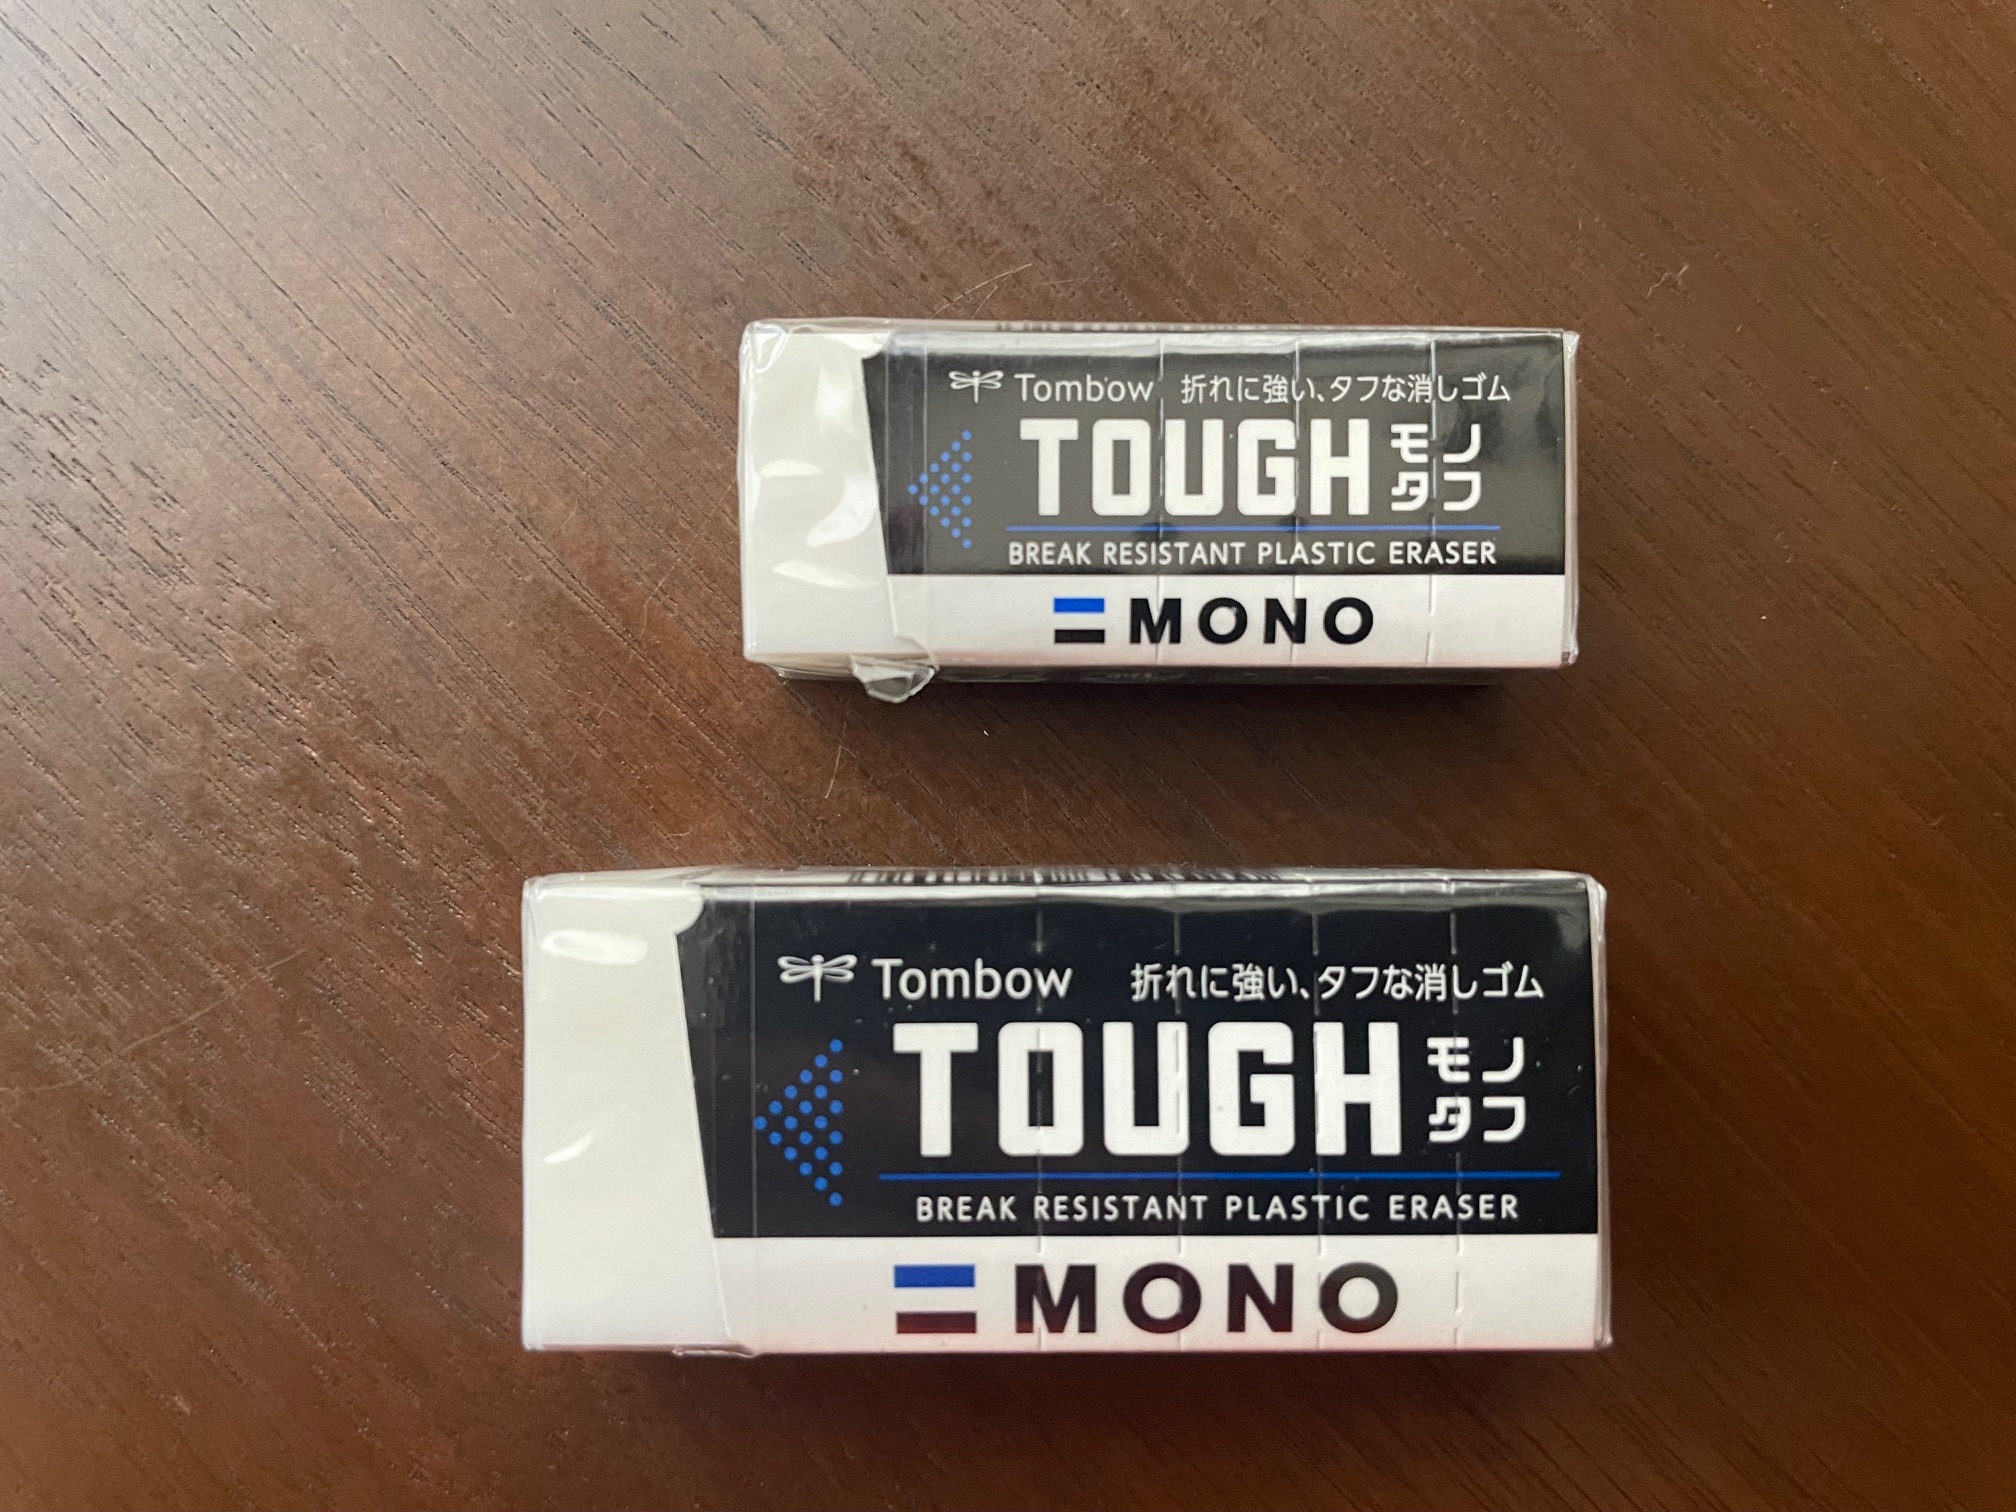 Tombow 折れに強い、タフな消しゴム
TOUGH モノ
タフ
BREAK RESISTANT PLASTIC ERASER
MONO
Tombow 折れに強い、タフな消しゴム
TOUGH モノ
タフ
BREAK RESISTANT PLASTIC ERASER
MONO